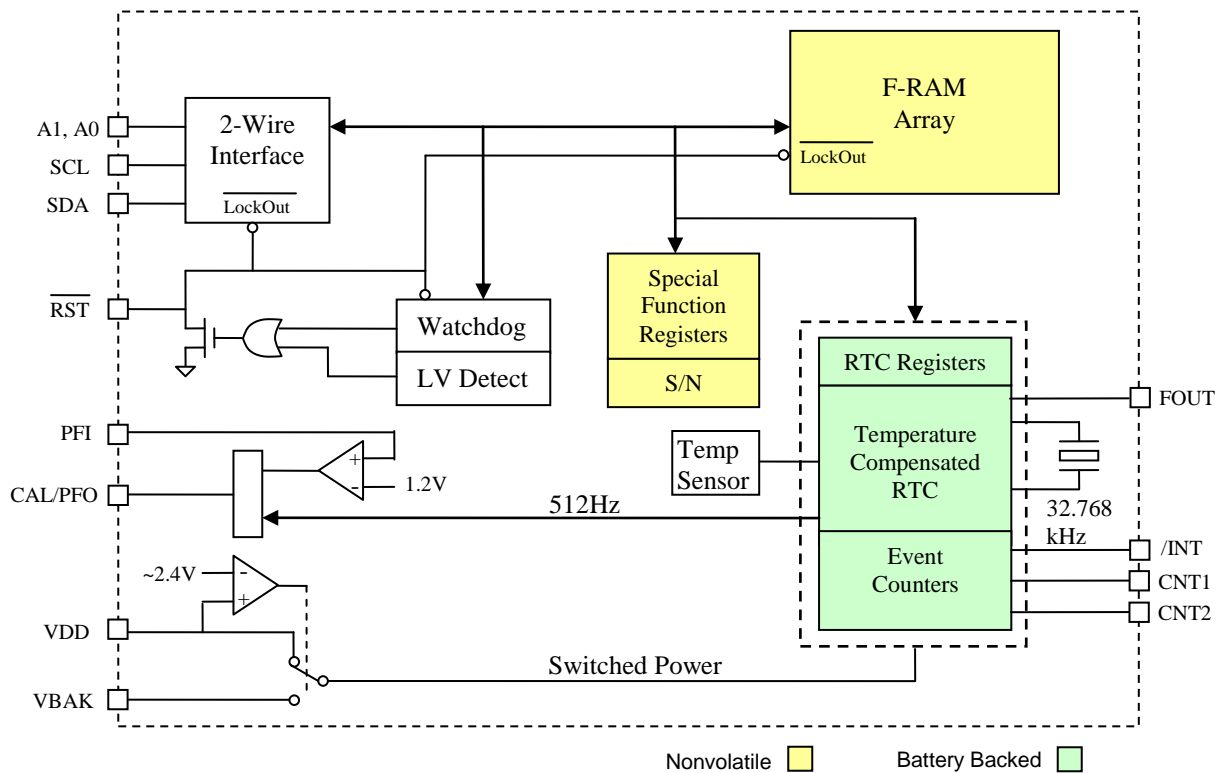 A1, A0
SCL
SDA
2-Wire
Interface
LockOut
F-RAM
Array
LockOut
RST
Watchdog
LV Detect
Special
Function
Registers
S/N
RTC Registers
Temperature
Compensated
RTC
Event
Counters
Temp
Sensor
FOUT
32.768
kHz
/INT
CNT1
CNT2
PFI
+
-
1.2V
CAL/PFO
512Hz
~2.4V
-
+
VDD
Switched Power
VBAK
Nonvolatile
Battery Backed